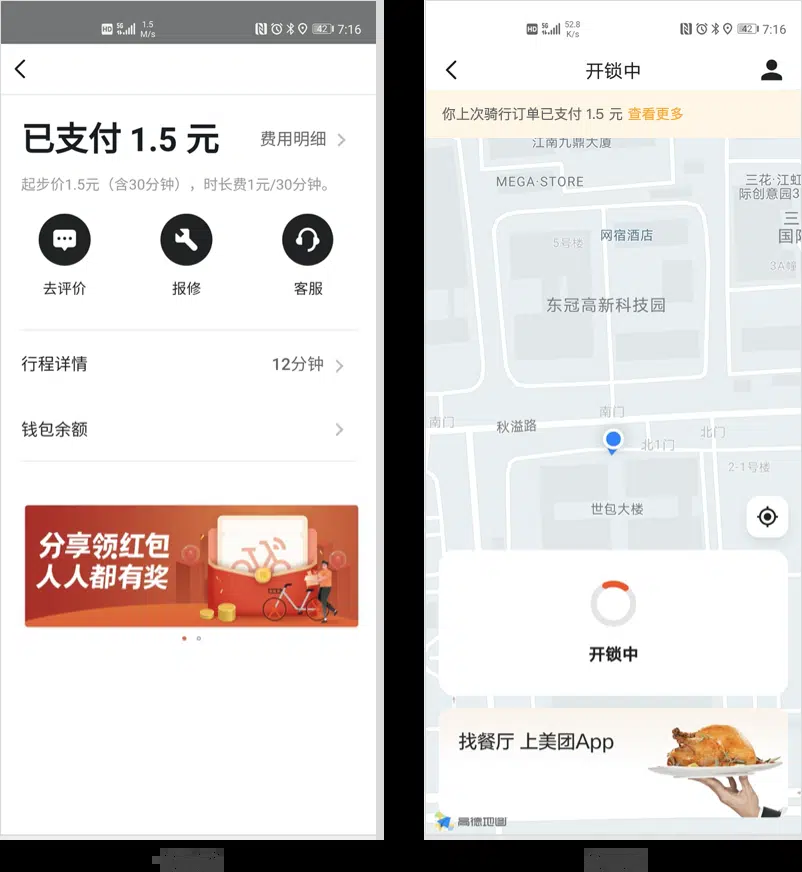 HD 5G 1.5 M/s 42 7:16
已支付 1.5 元
费用明细
起步价1.5元（含30分钟），时长费1元/30分钟。
去评价
报修
客服
行程详情
12分钟
钱包余额
分享领红包
人人都有奖
HD 5G 52.8 K/s 42 7:16
开锁中
你上次骑行订单已支付 1.5 元 查看更多
江南九鼎大厦
MEGA·STORE
三花·江虹
际创意园3
三
国际
网宿酒店
5号楼
3A幢
东冠高新科技园
南门
南门
秋溢路
北门
北1门
2-1号楼
世包大楼
开锁中
找餐厅 上美团App
高德地图